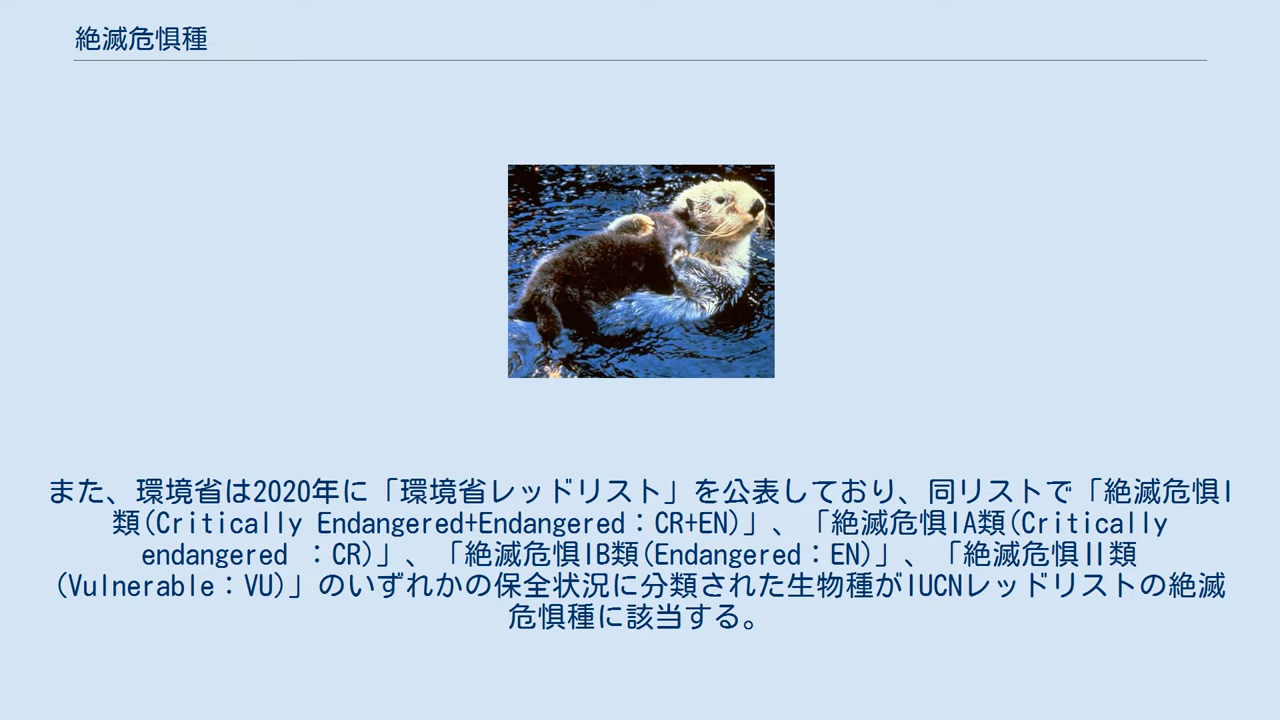 絶滅危惧種
また、環境省は2020年に「環境省レッドリスト」を公表しており、同リストで「絶滅危惧I
類(Critically Endangered+Endangered：CR+EN)」、「絶滅危惧IA類(Critically
endangered ：CR)」、「絶滅危惧IB類(Endangered：EN)」、「絶滅危惧II類
(Vulnerable：VU)」のいずれかの保全状況に分類された生物種がIUCNレッドリストの絶滅
危惧種に該当する。